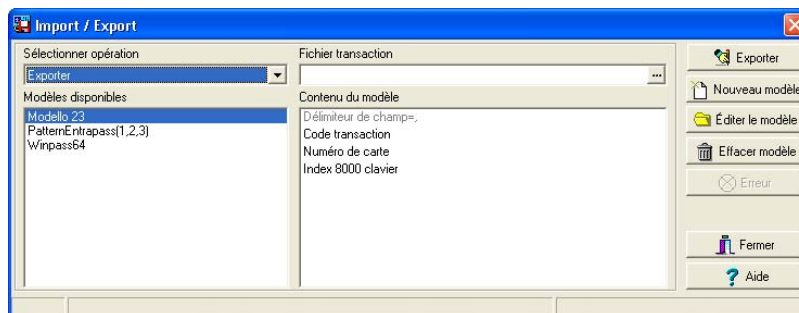 Import / Export
Sélectionner opération
Fichier transaction
Exporter
...
Modèles disponibles
Contenu du modèle
Modello 23
PatternEntrapass(1,2,3)
Winpass64
Délimiteur de champ=,
Code transaction
Numéro de carte
Index 8000 clavier
Exporter
Nouveau modèle
Éditer le modèle
Effacer modèle
Erreur
Fermer
? Aide